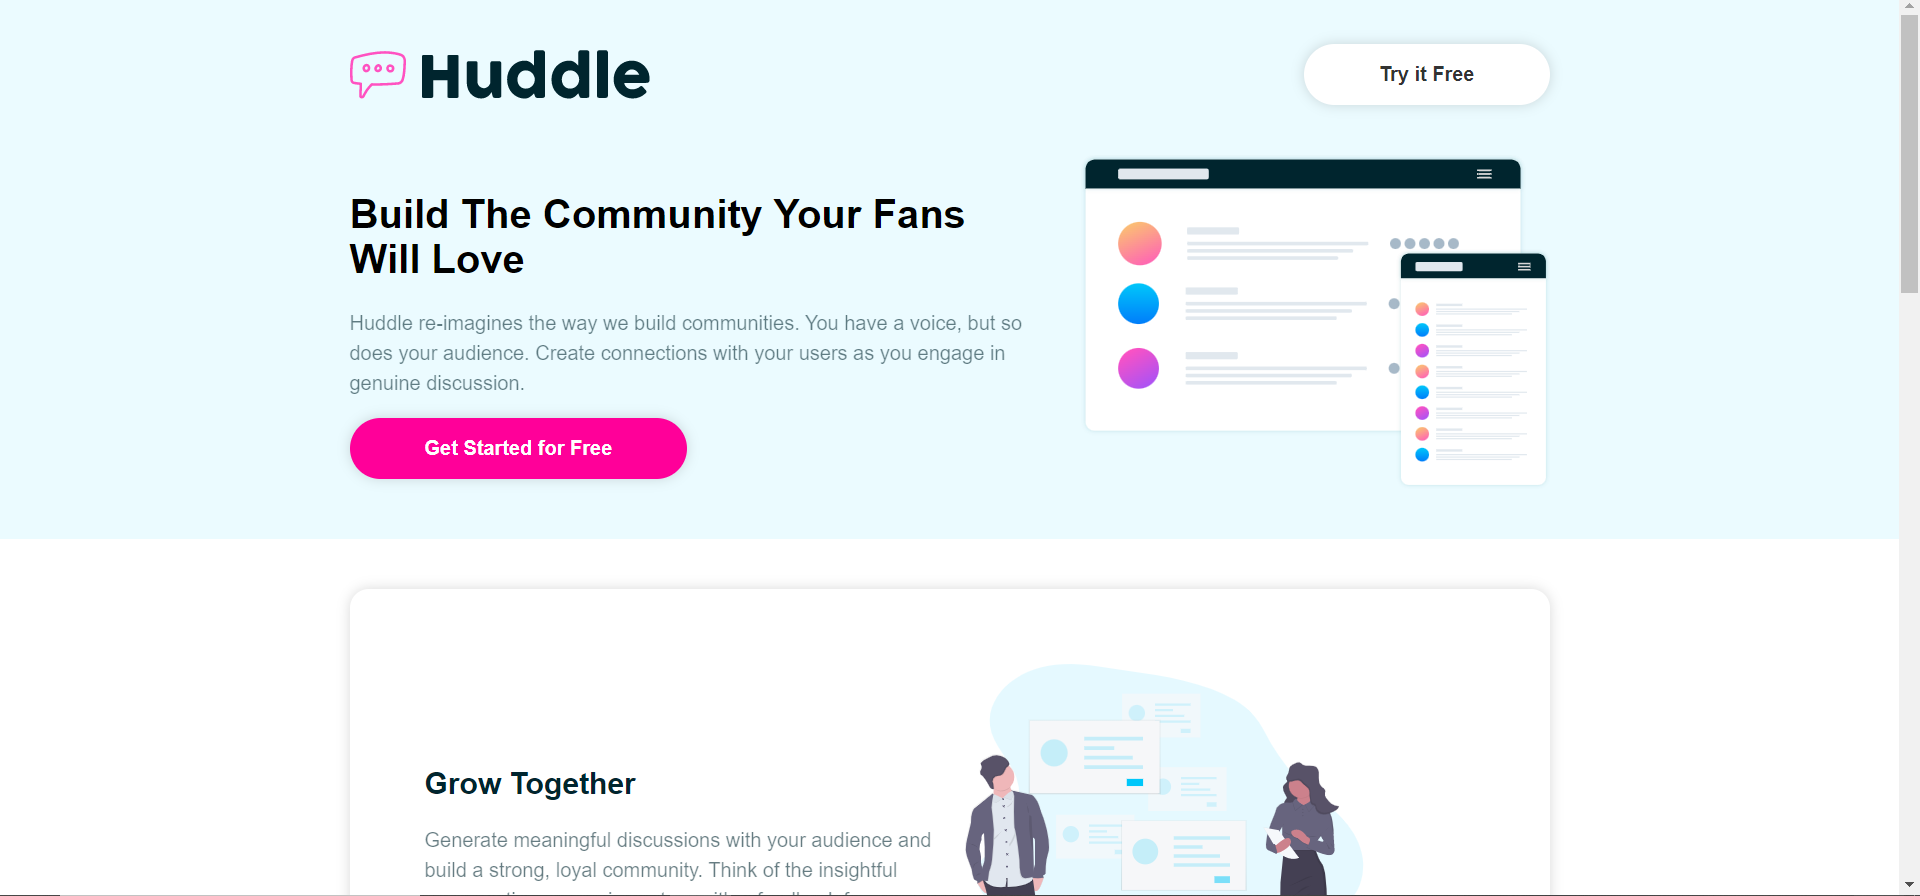 Huddle
Try it Free
Build The Community Your Fans
Will Love
Huddle re-imagines the way we build communities. You have a voice, but so
does your audience. Create connections with your users as you engage in
genuine discussion.
Get Started for Free
Grow Together
Generate meaningful discussions with your audience and
build a strong, loyal community. Think of the insightful